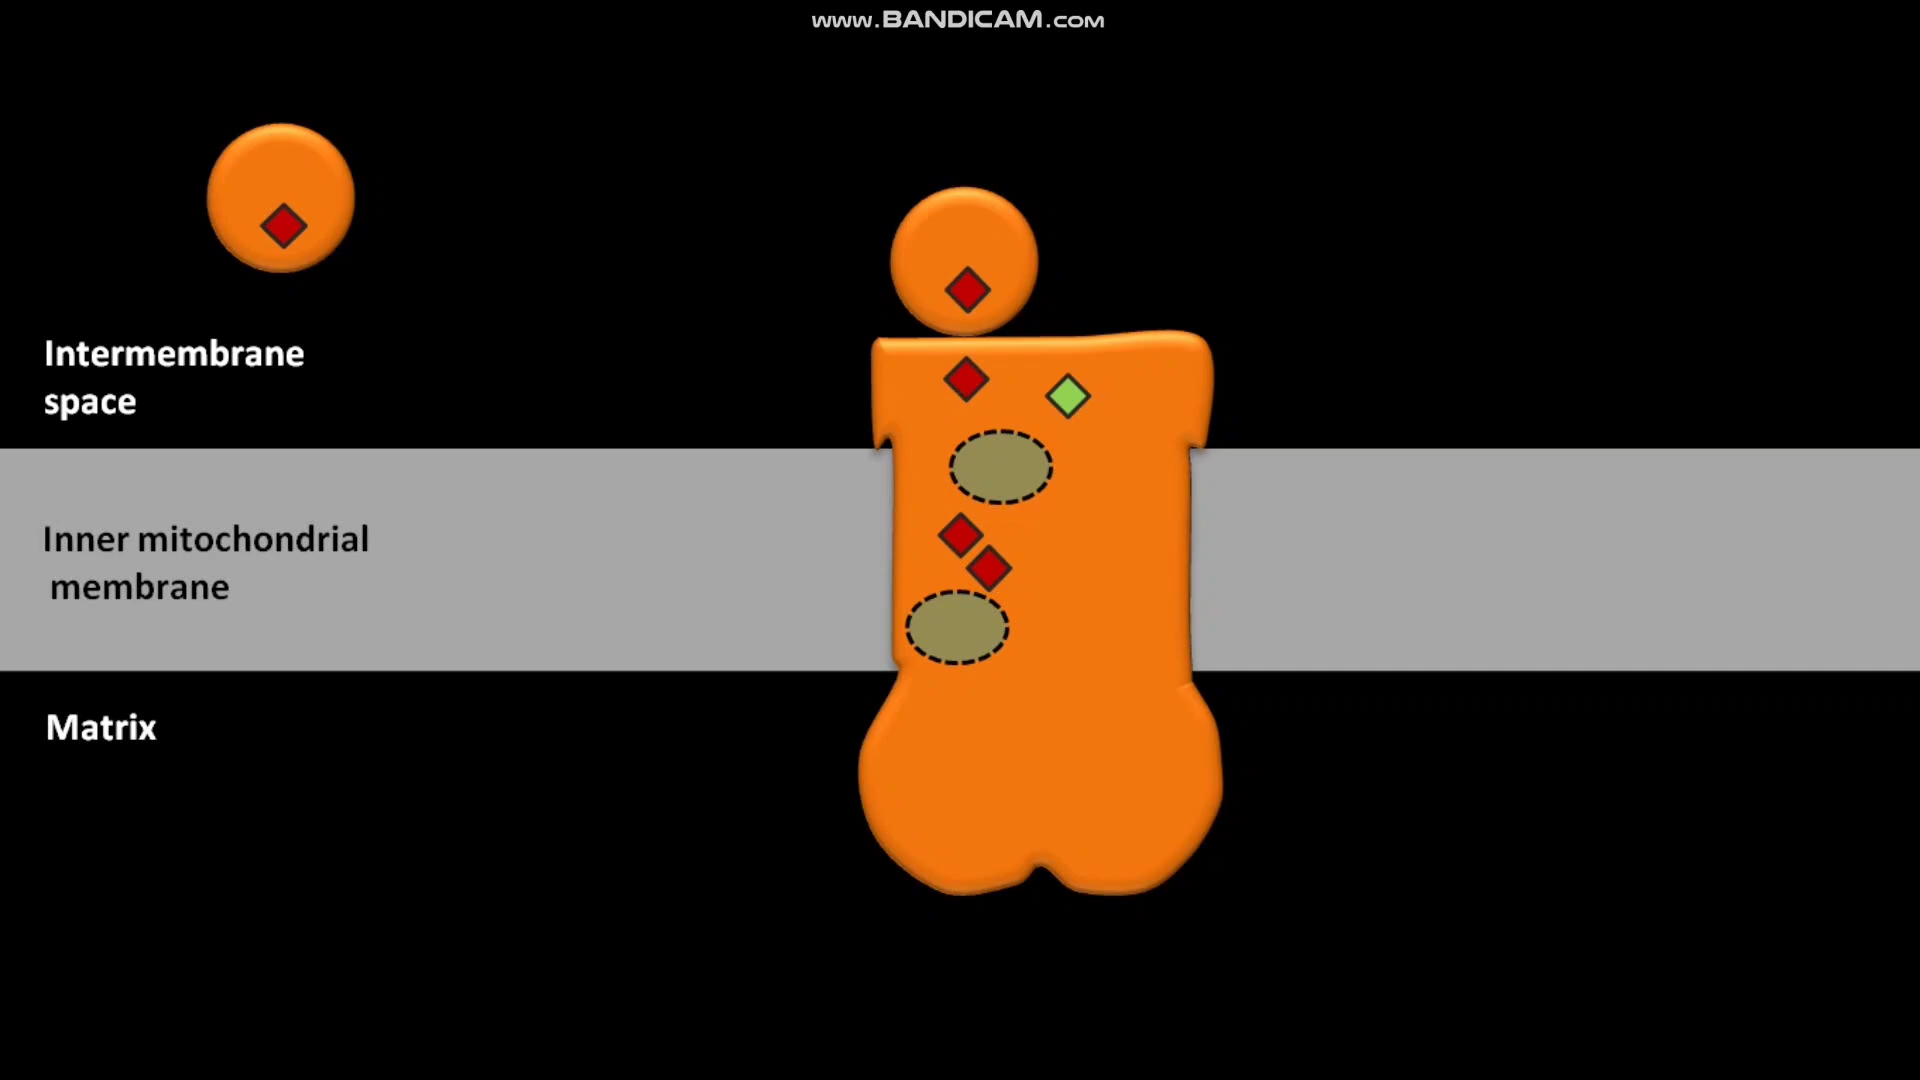 www.BANDICAM.com
Intermembrane
space
Inner mitochondrial
membrane
Matrix